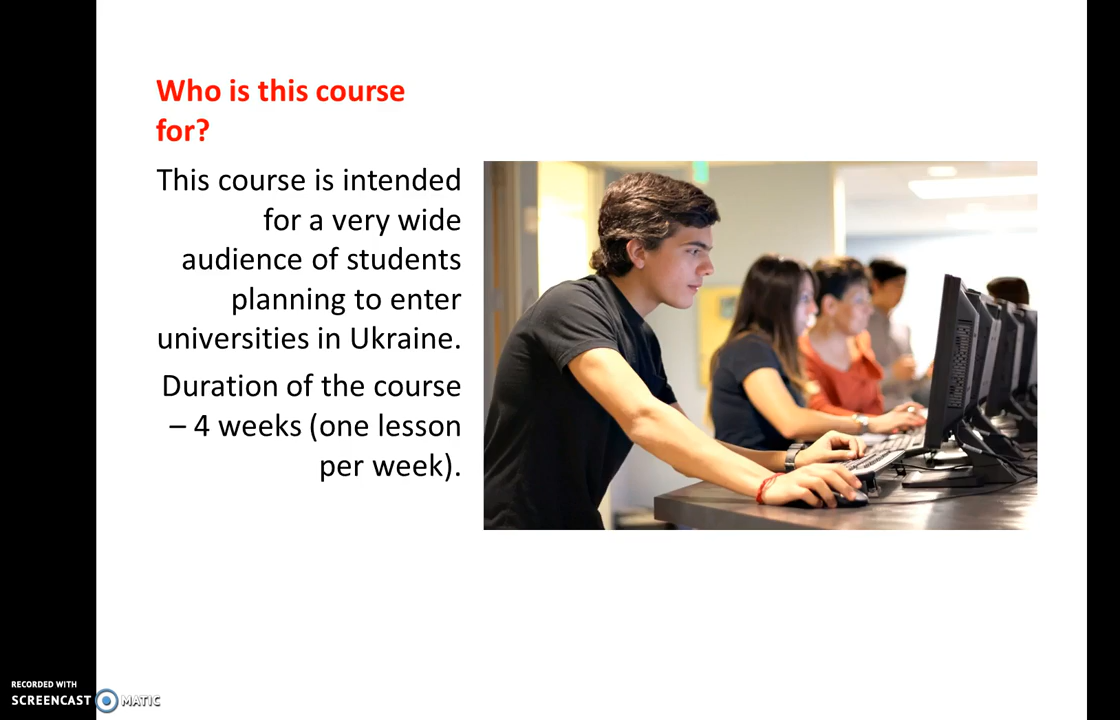 Who is this course
for?
This course is intended
for a very wide
audience of students
planning to enter
universities in Ukraine.
Duration of the course
– 4 weeks (one lesson
per week).
RECORDED WITH
SCREENCAST MATIC